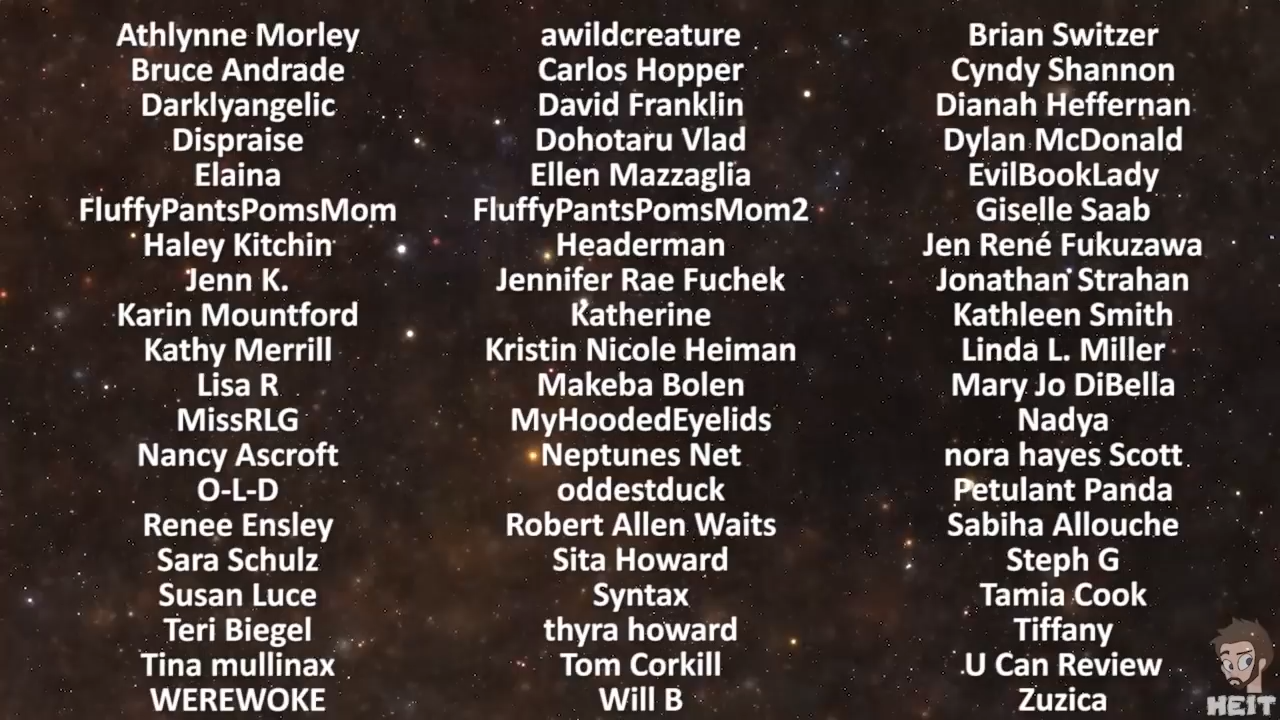 Athlynne Morley awildcreature Brian Switzer
Bruce Andrade Carlos Hopper Cyndy Shannon
Darklyangelic David Franklin Dianah Heffernan
Dispraise Dohotaru Vlad Dylan McDonald
Elaina Ellen Mazzaglia EvilBookLady
FluffyPantsPomsMom FluffyPantsPomsMom2 Giselle Saab
Haley Kitchin Headerman Jen René Fukuzawa
Jenn K. Jennifer Rae Fuchek Jonathan Strahan
Karin Mountford Katherine Kathleen Smith
Kathy Merrill Kristin Nicole Heiman Linda L. Miller
Lisa R Makeba Bolen Mary Jo DiBella
MissRLG MyHoodedEyelids Nadya
Nancy Ascroft Neptunes Net nora hayes Scott
O-L-D oddestduck Petulant Panda
Renee Ensley Robert Allen Waits Sabiha Allouche
Sara Schulz Sita Howard Steph G
Susan Luce Syntax Tamia Cook
Teri Biegel thyra howard Tiffany
Tina mullinax Tom Corkill U Can Review
WEREWOKE Will B Zuzica
HEIT